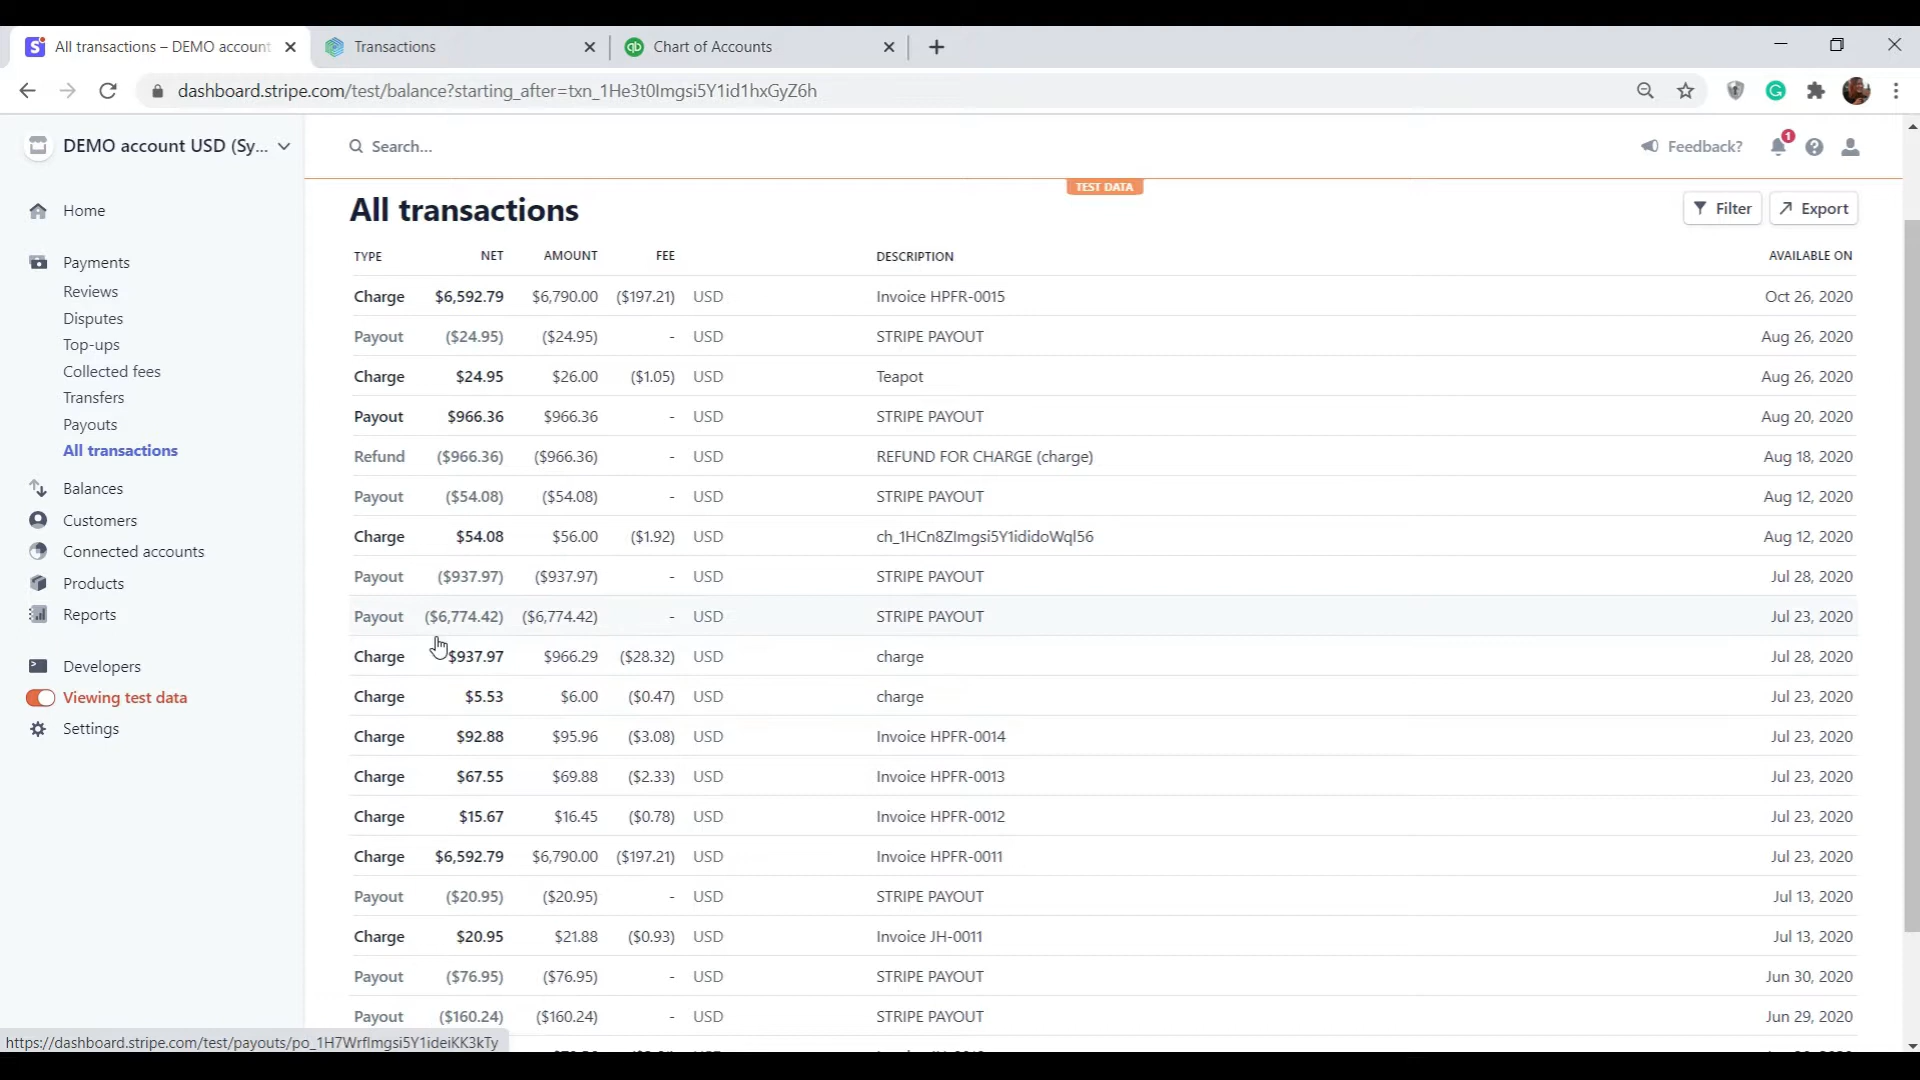 All transactions – DEMO account
Transactions
Chart of Accounts
dashboard.stripe.com/test/balance?starting_after=txn_1He3t0Imgsi5Y1id1hxGyZ6h
DEMO account USD (Sy...
Search...
Feedback?
1
TEST DATA
Home
Payments
Reviews
Disputes
Top-ups
Collected fees
Transfers
Payouts
All transactions
Balances
Customers
Connected accounts
Products
Reports
Developers
Viewing test data
Settings
All transactions
Filter
Export
TYPE NET AMOUNT FEE DESCRIPTION AVAILABLE ON
Charge $6,592.79 $6,790.00 ($197.21) USD Invoice HPFR-0015 Oct 26, 2020
Payout ($24.95) ($24.95) - USD STRIPE PAYOUT Aug 26, 2020
Charge $24.95 $26.00 ($1.05) USD Teapot Aug 26, 2020
Payout $966.36 $966.36 - USD STRIPE PAYOUT Aug 20, 2020
Refund ($966.36) ($966.36) - USD REFUND FOR CHARGE (charge) Aug 18, 2020
Payout ($54.08) ($54.08) - USD STRIPE PAYOUT Aug 12, 2020
Charge $54.08 $56.00 ($1.92) USD ch_1HCn8ZImgsi5Y1ididoWql56 Aug 12, 2020
Payout ($937.97) ($937.97) - USD STRIPE PAYOUT Jul 28, 2020
Payout ($6,774.42) ($6,774.42) - USD STRIPE PAYOUT Jul 23, 2020
Charge $937.97 $966.29 ($28.32) USD charge Jul 28, 2020
Charge $5.53 $6.00 ($0.47) USD charge Jul 23, 2020
Charge $92.88 $95.96 ($3.08) USD Invoice HPFR-0014 Jul 23, 2020
Charge $67.55 $69.88 ($2.33) USD Invoice HPFR-0013 Jul 23, 2020
Charge $15.67 $16.45 ($0.78) USD Invoice HPFR-0012 Jul 23, 2020
Charge $6,592.79 $6,790.00 ($197.21) USD Invoice HPFR-0011 Jul 23, 2020
Payout ($20.95) ($20.95) - USD STRIPE PAYOUT Jul 13, 2020
Charge $20.95 $21.88 ($0.93) USD Invoice JH-0011 Jul 13, 2020
Payout ($76.95) ($76.95) - USD STRIPE PAYOUT Jun 30, 2020
Payout ($160.24) ($160.24) - USD STRIPE PAYOUT Jun 29, 2020
https://dashboard.stripe.com/test/payouts/po_1H7WrfImgsi5Y1ideiKK3kTy